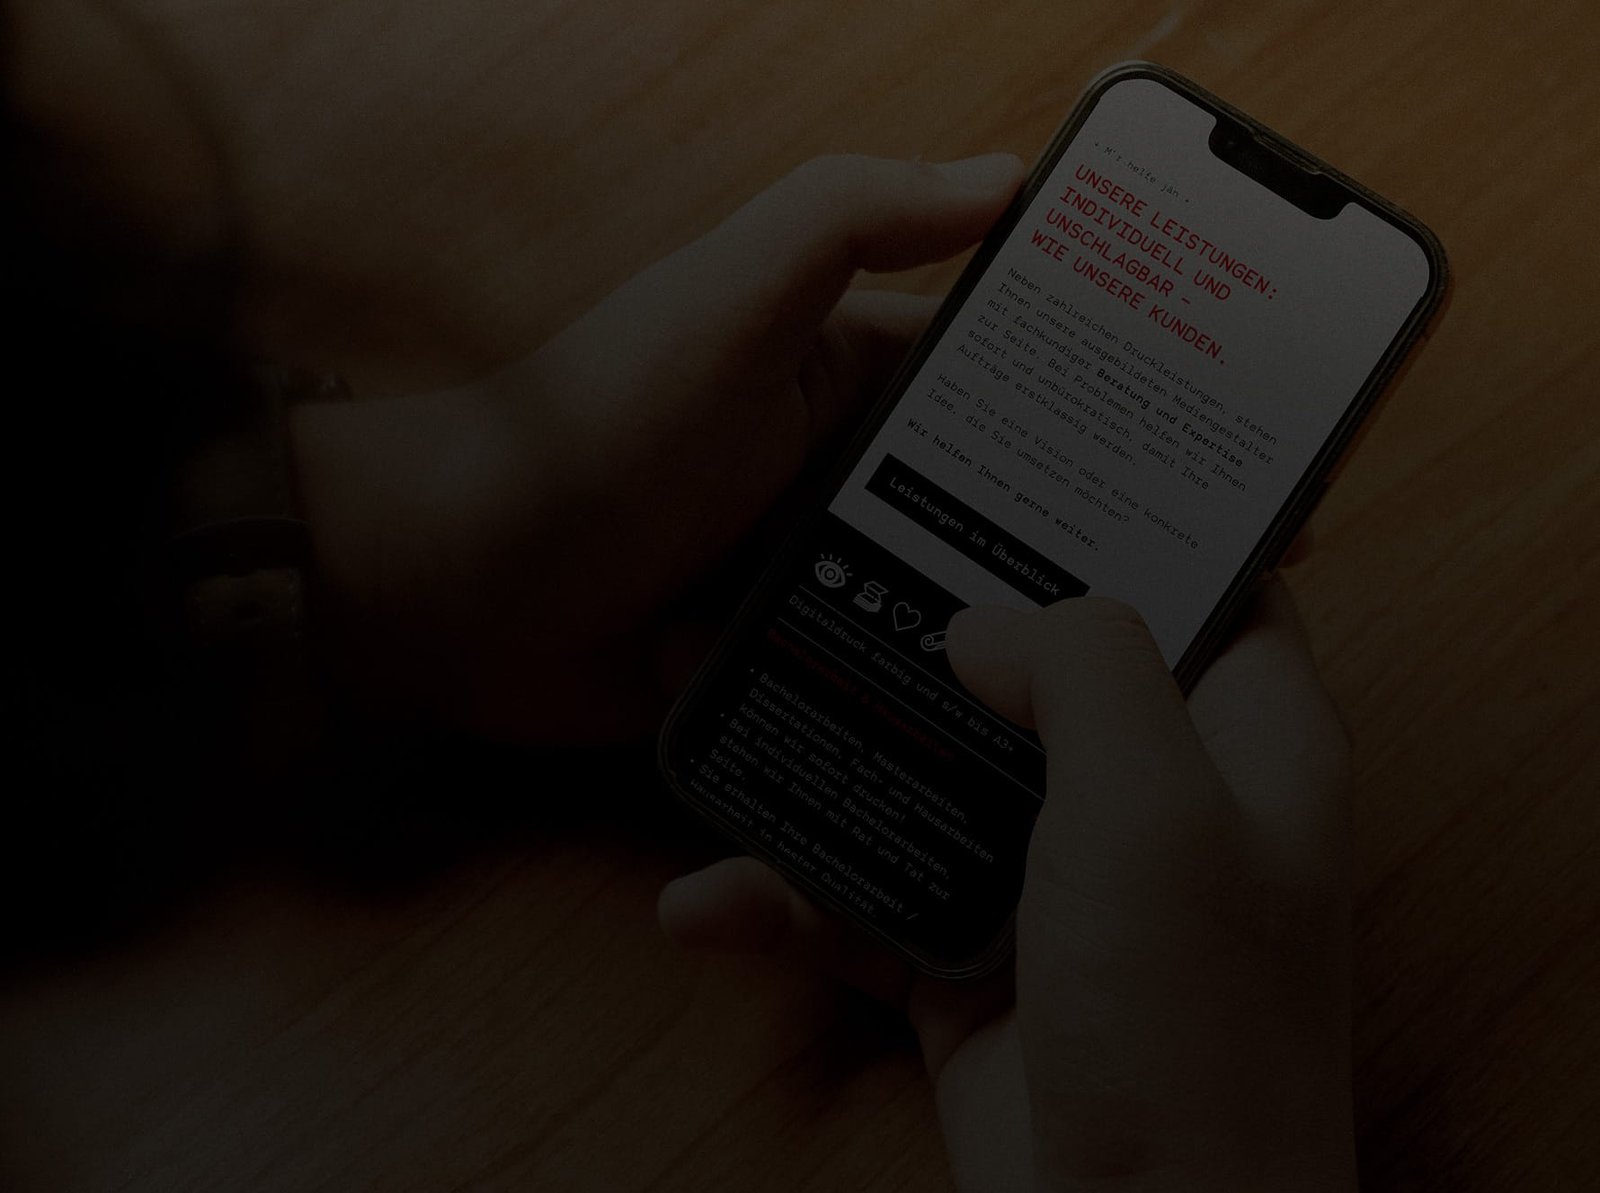 + M'r helfe jän +
UNSERE LEISTUNGEN:
INDIVIDUELL UND
UNSCHLAGBAR –
WIE UNSERE KUNDEN.
Neben zahlreichen Druckleistungen, stehen
Ihnen unsere ausgebildeten Mediengestalter
mit fachkundiger Beratung und Expertise
zur Seite. Bei Problemen helfen wir Ihnen
sofort und unbürokratisch, damit Ihre
Aufträge erstklassig werden.
Haben Sie eine Vision oder eine konkrete
Idee, die Sie umsetzen möchten?
Wir helfen Ihnen gerne weiter.
Leistungen im Überblick
Digitaldruck farbig und s/w bis A3+
• Bachelorarbeiten, Masterarbeiten,
Dissertationen, Fach- und Hausarbeiten
können wir sofort drucken!
• Bei individuellen Bachelorarbeiten,
stehen wir Ihnen mit Rat und Tat zur
Seite.
• Sie erhalten Ihre Bachelorarbeit /
Hausarbeit in bester Qualität.